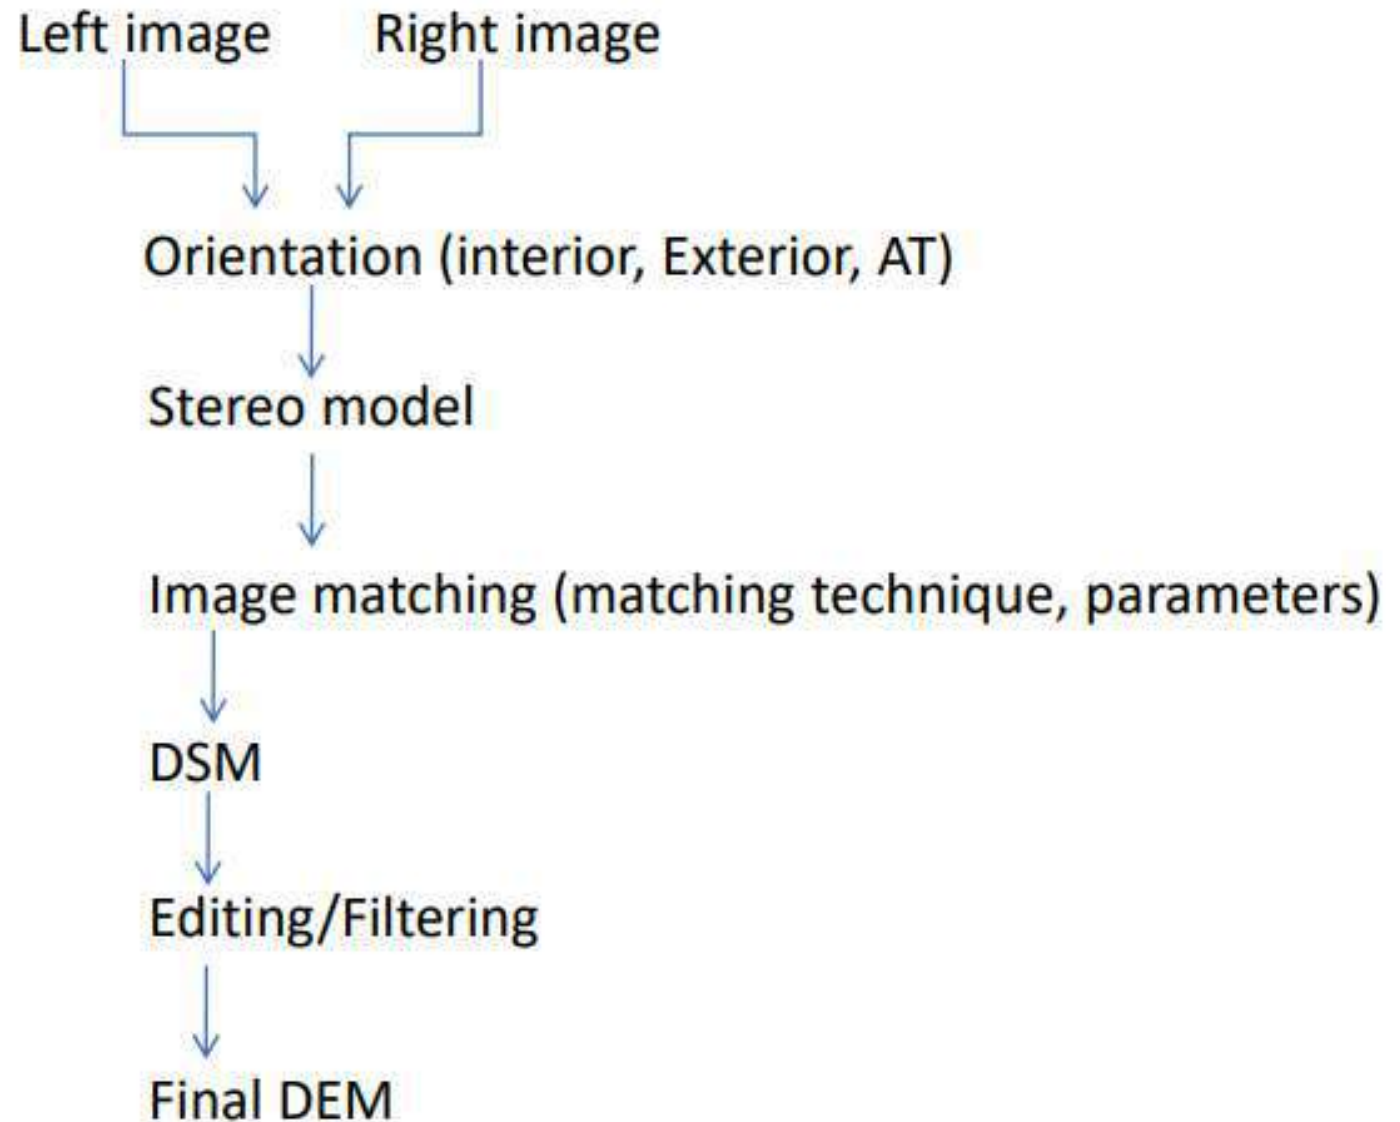 Left image Right image
Orientation (interior, Exterior, AT)
Stereo model
Image matching (matching technique, parameters)
DSM
Editing/Filtering
Final DEM